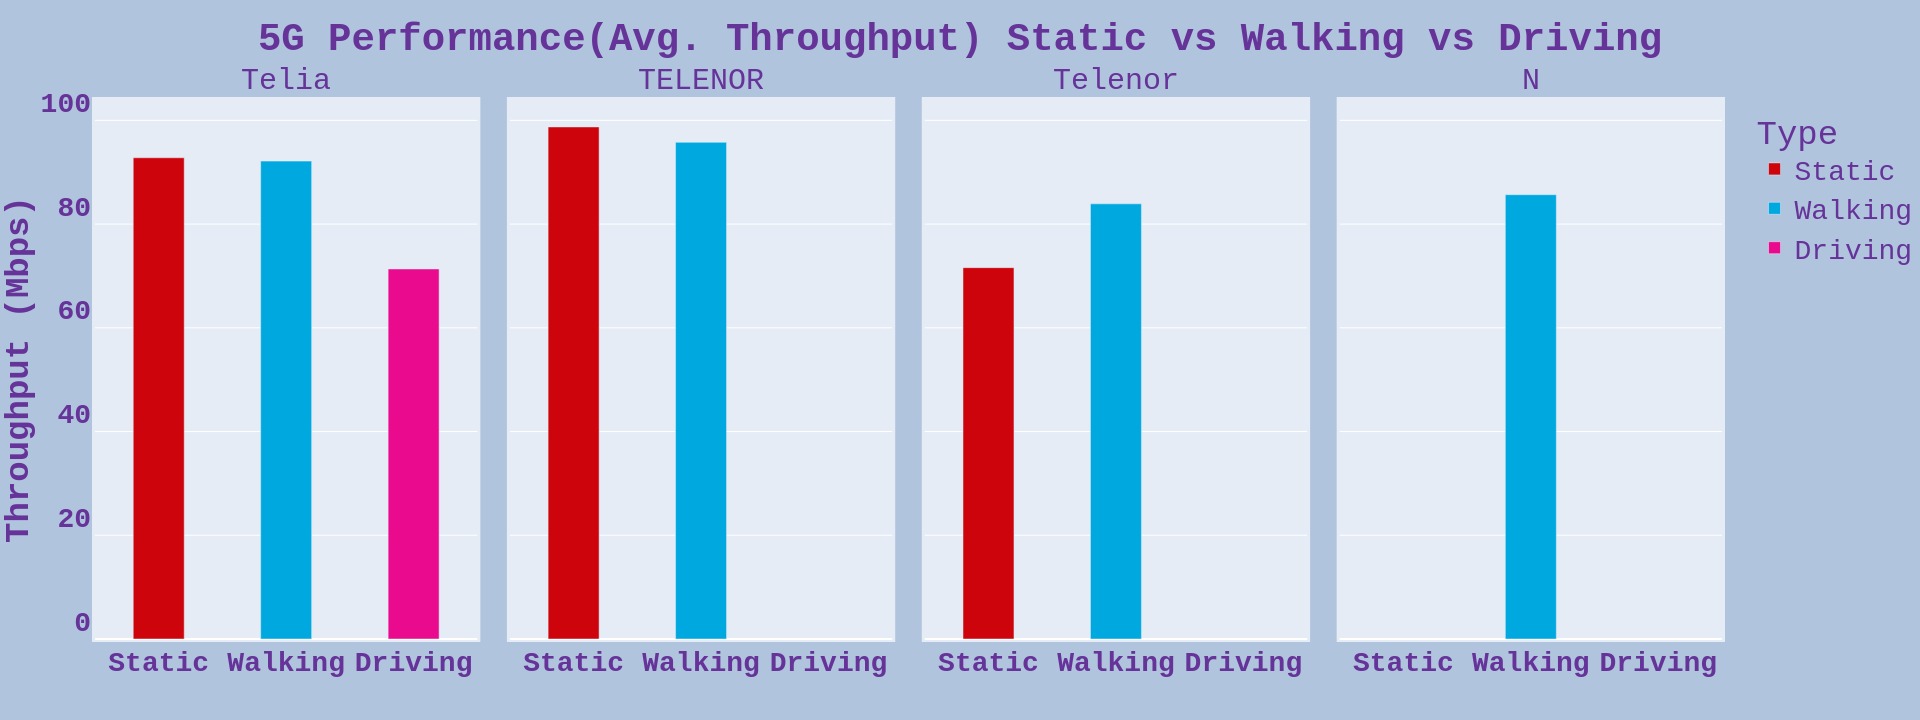 5G Performance(Avg. Throughput) Static vs Walking vs Driving
Telia
TELENOR
Telenor
N
100
80
60
40
20
0
Throughput (Mbps)
Static Walking Driving
Static Walking Driving
Static Walking Driving
Static Walking Driving
Type
Static
Walking
Driving